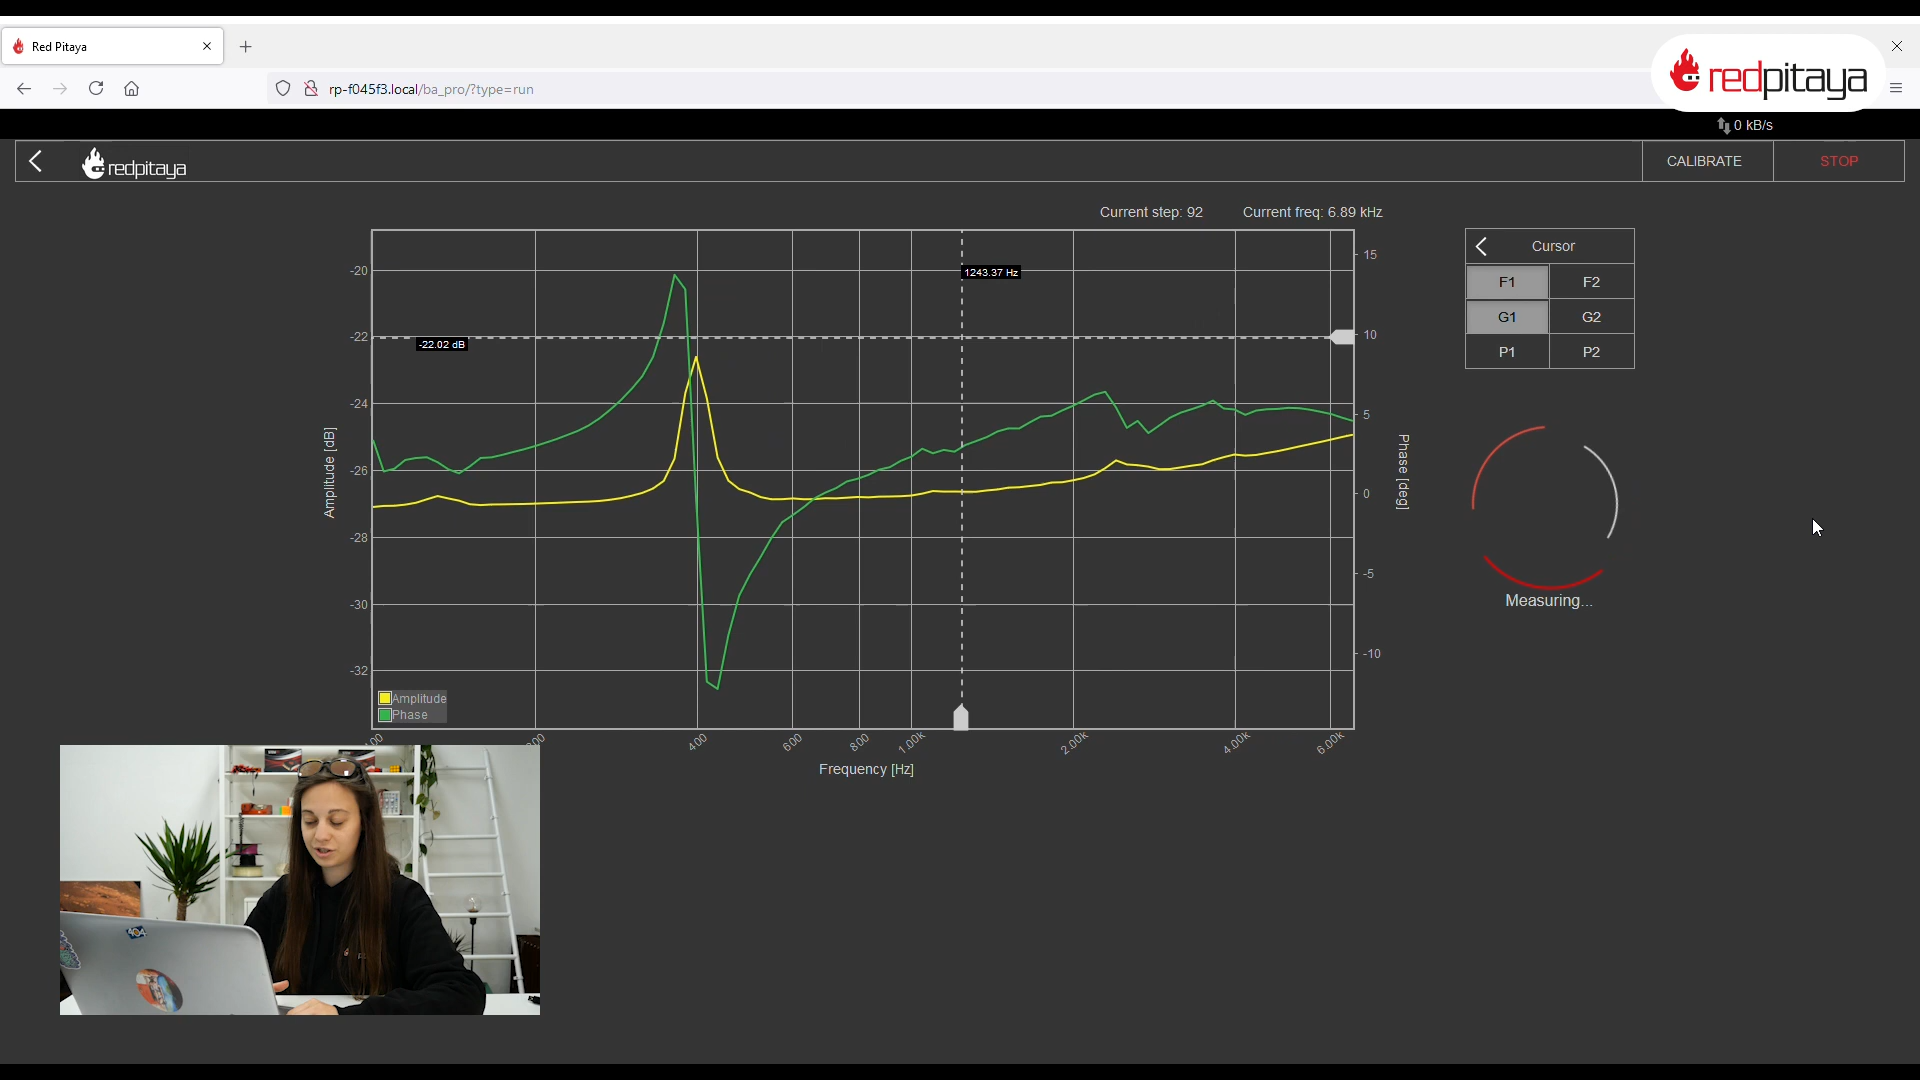 Red Pitaya
rp-f045f3.local/ba_pro/?type=run
redpitaya
0 kB/s
redpitaya
CALIBRATE
STOP
Current step: 92
Current freq: 6.89 kHz
Cursor
F1
F2
G1
G2
P1
P2
Measuring...
1243.37 Hz
-22.02 dB
-20
-22
-24
-26
-28
-30
-32
Amplitude [dB]
15
10
5
0
-5
-10
Phase [deg]
Amplitude
Phase
400
600
800
1.00k
2.00k
4.00k
6.00k
Frequency [Hz]
404